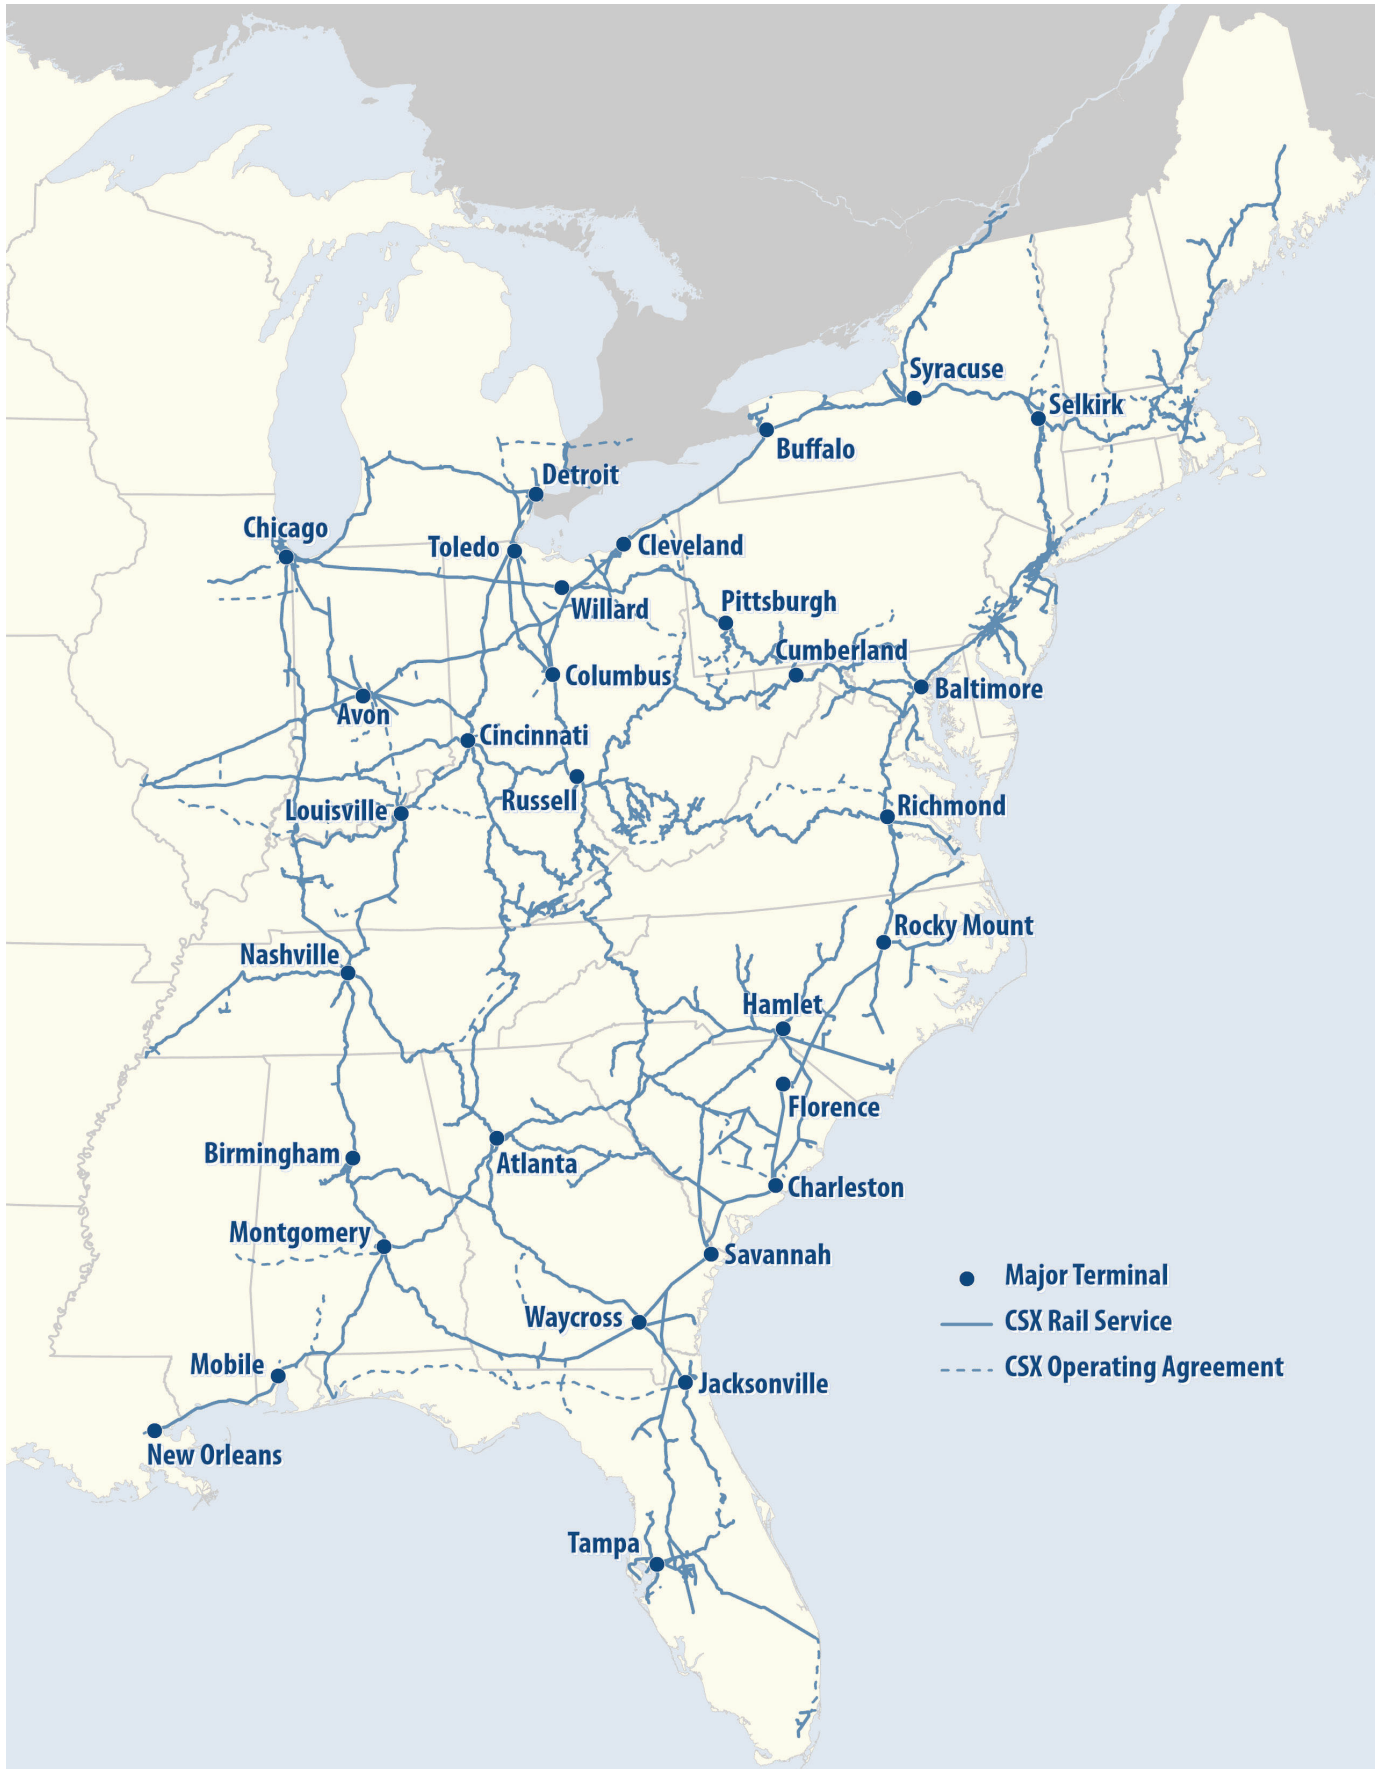 Syracuse
Selkirk
Buffalo
Detroit
Chicago
Toledo
Cleveland
Willard
Pittsburgh
Cumberland
Columbus
Baltimore
Avon
Cincinnati
Russell
Louisville
Richmond
Rocky Mount
Nashville
Hamlet
Florence
Birmingham
Atlanta
Charleston
Montgomery
Savannah
Major Terminal
Waycross
CSX Rail Service
Mobile
CSX Operating Agreement
Jacksonville
New Orleans
Tampa